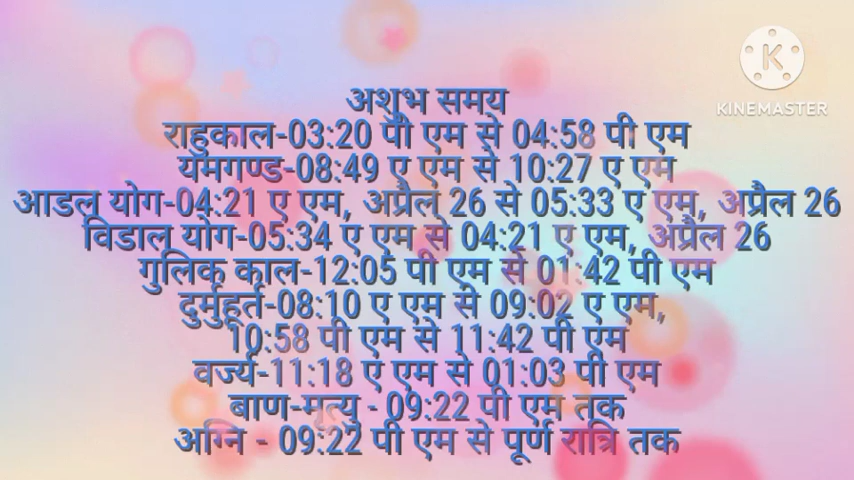 KINEMASTER
अशुभ समय
राहुकाल-03:20 पी एम से 04:58 पी एम
यमगण्ड-08:49 ए एम से 10:27 ए एम
आडल योग-04:21 ए एम, अप्रैल 26 से 05:33 ए एम, अप्रैल 26
विडाल योग-05:34 ए एम से 04:21 ए एम, अप्रैल 26
गुलिक काल-12:05 पी एम से 01:42 पी एम
दुर्मुहूर्त-08:10 ए एम से 09:02 ए एम,
10:58 पी एम से 11:42 पी एम
वर्ज्य-11:18 ए एम से 01:03 पी एम
बाण-मृत्यु - 09:22 पी एम तक
अग्नि - 09:22 पी एम से पूर्ण रात्रि तक